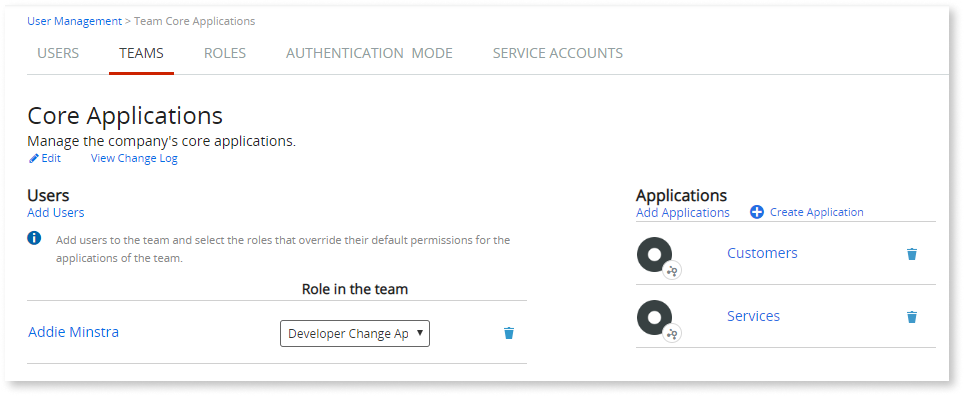 User Management > Team Core Applications
USERS TEAMS ROLES AUTHENTICATION MODE SERVICE ACCOUNTS
Core Applications
Manage the company's core applications.
Edit View Change Log
Users
Add Users
Add users to the team and select the roles that override their default permissions for the
applications of the team.
Role in the team
Addie Minstra Developer Change Ap
Applications
Add Applications Create Application
Customers
Services